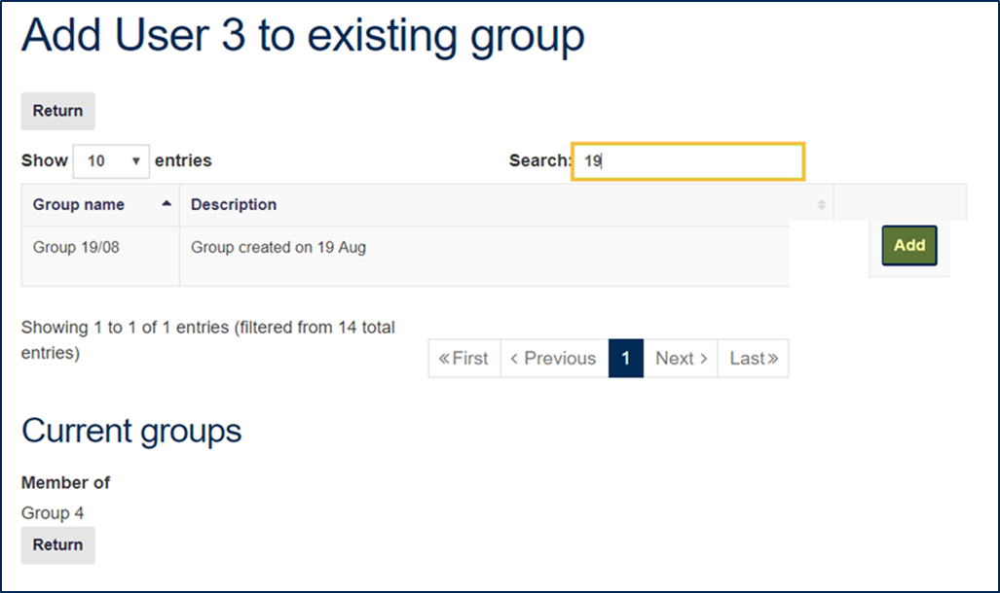 Add User 3 to existing group
Return
Show 10 entries Search: 19
Group name Description
Group 19/08 Group created on 19 Aug Add
Showing 1 to 1 of 1 entries (filtered from 14 total
entries)
«First ‹ Previous 1 Next › Last»
Current groups
Member of
Group 4
Return